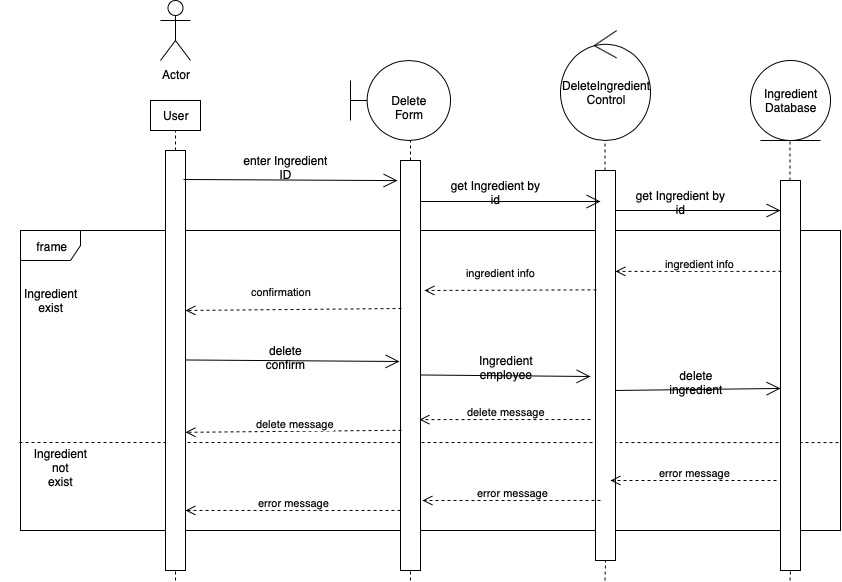 Actor
User
Delete
Form
DeleteIngredient
Control
Ingredient
Database
enter Ingredient
ID
get Ingredient by
id
get Ingredient by
id
frame
Ingredient
exist
ingredient info
ingredient info
confirmation
delete
confirm
Ingredient
employee
delete
ingredient
delete message
delete message
Ingredient
not
exist
error message
error message
error message